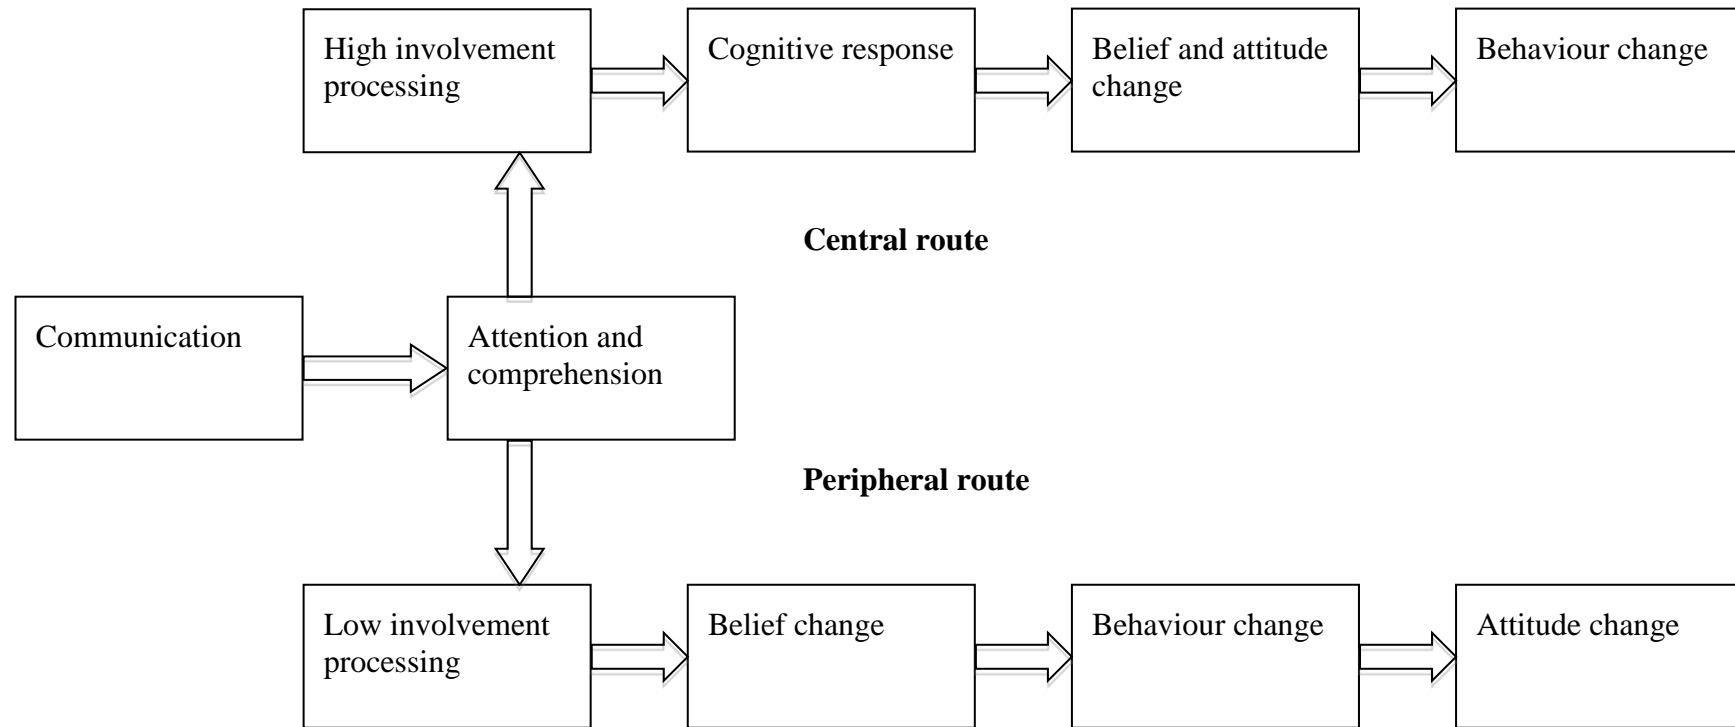 High involvement
processing
Cognitive response
Belief and attitude
change
Behaviour change
Central route
Communication
Attention and
comprehension
Peripheral route
Low involvement
processing
Belief change
Behaviour change
Attitude change